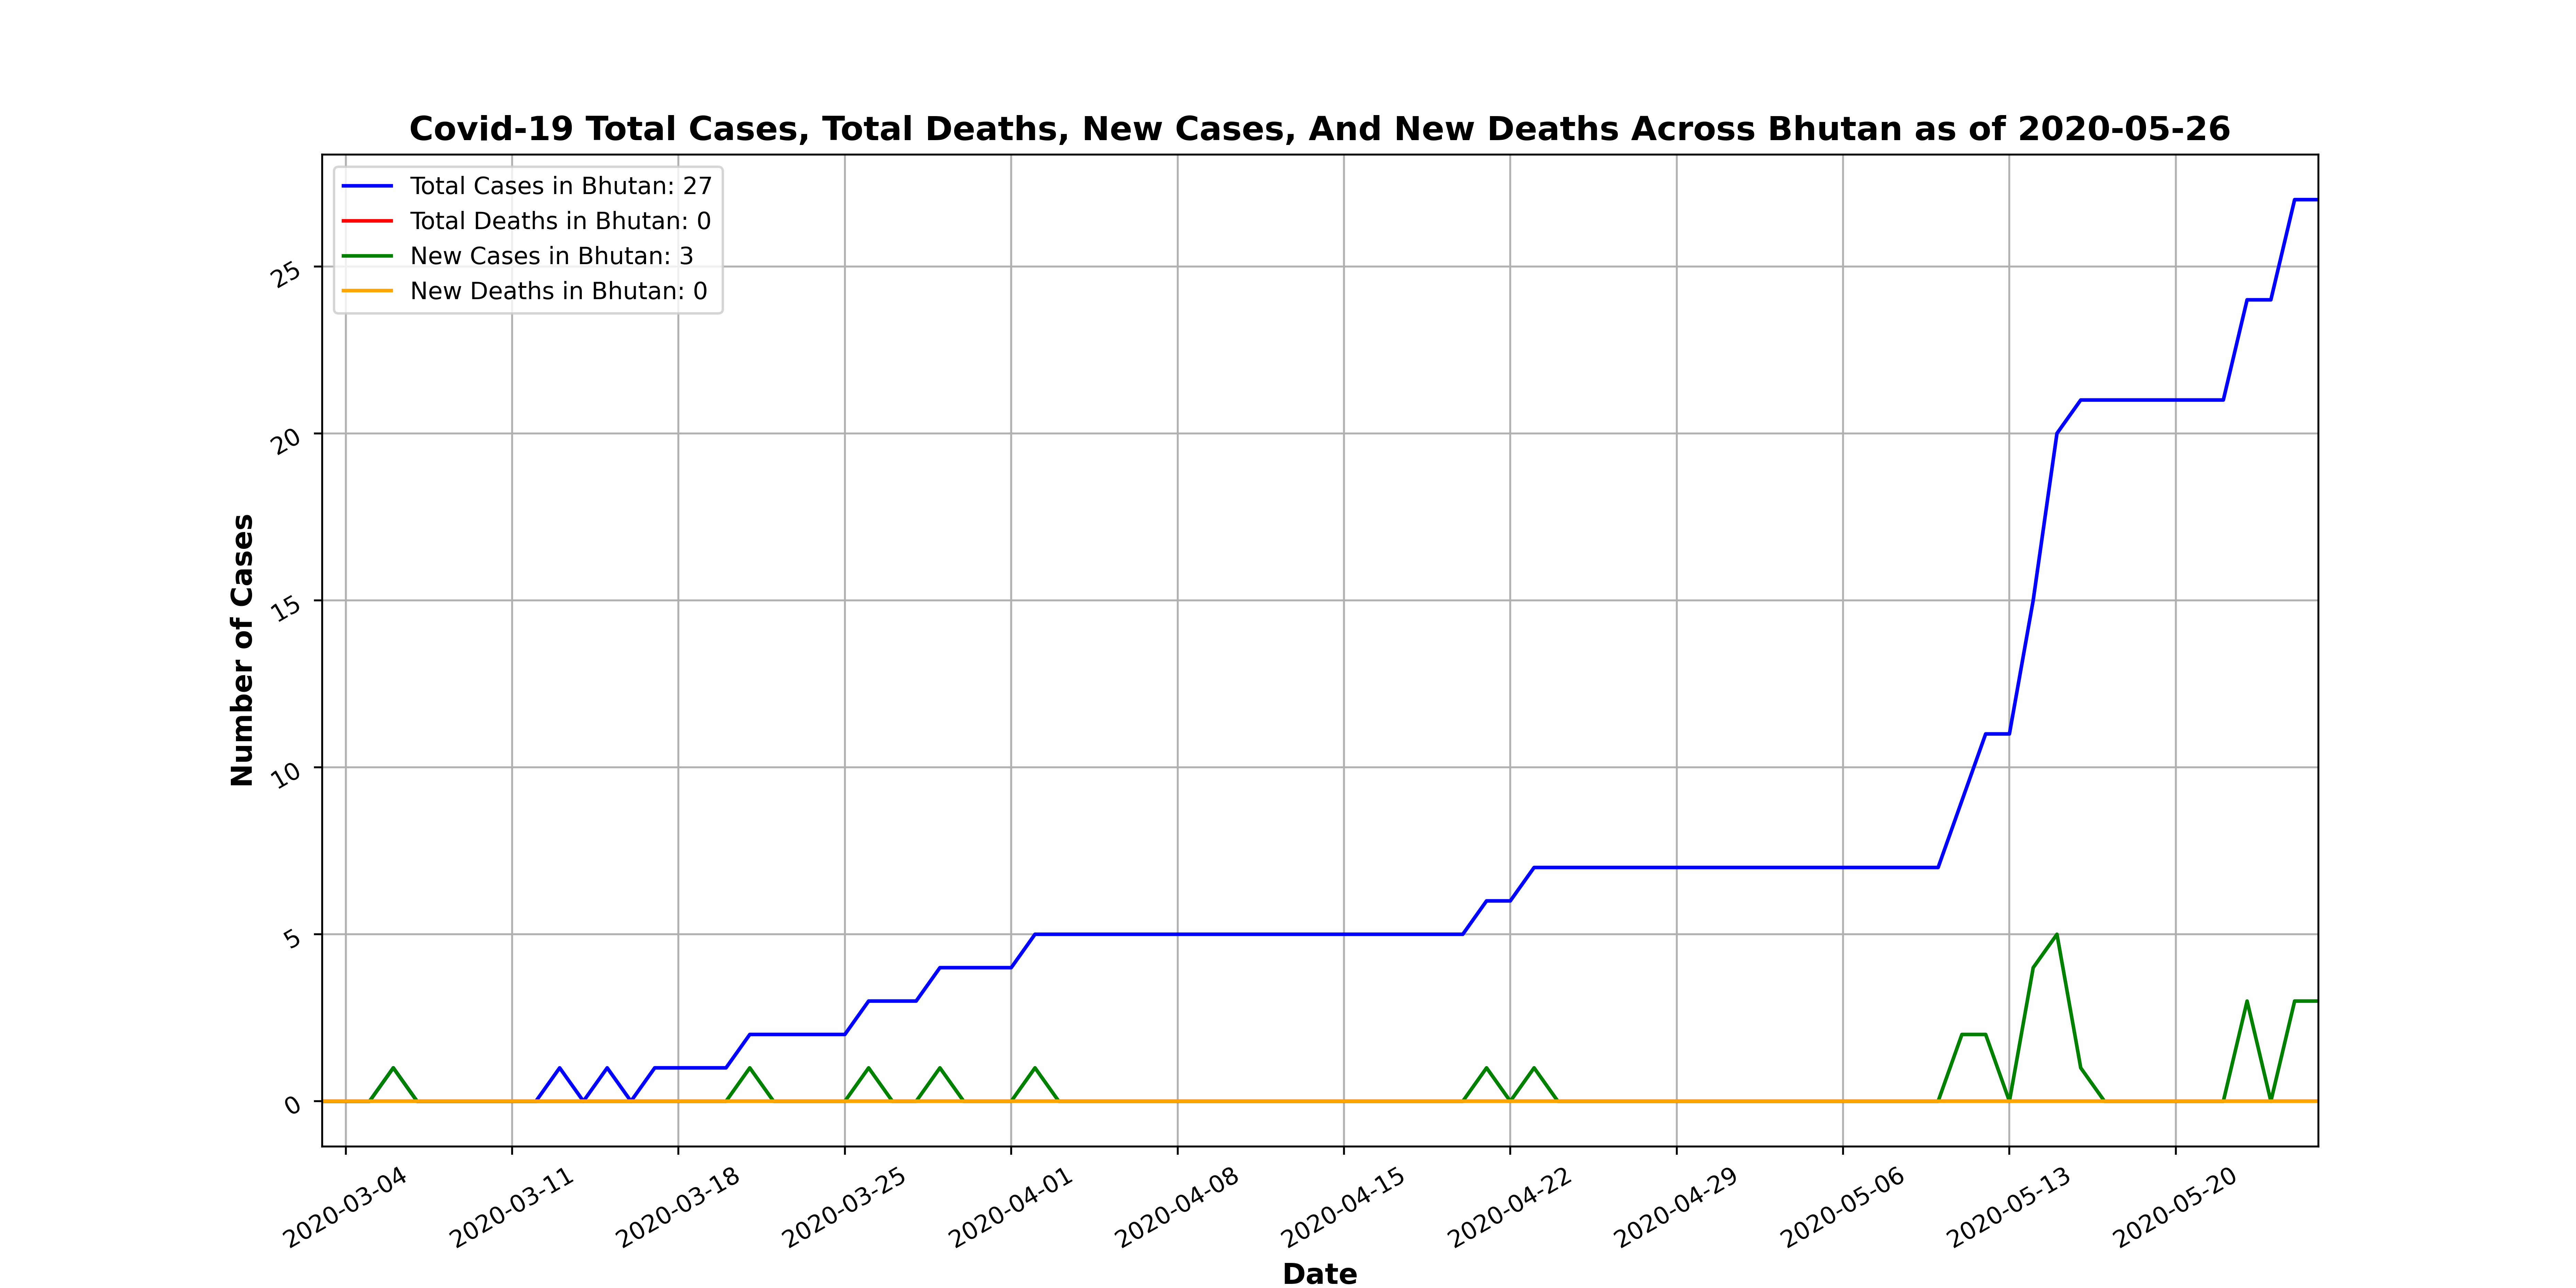 Covid-19 Total Cases, Total Deaths, New Cases, And New Deaths Across Bhutan as of 2020-05-26
Total Cases in Bhutan: 27
Total Deaths in Bhutan: 0
New Cases in Bhutan: 3
New Deaths in Bhutan: 0
Number of Cases
25
20
15
10
5
0
2020-03-04
2020-03-11
2020-03-18
2020-03-25
2020-04-01
2020-04-08
2020-04-15
2020-04-22
2020-04-29
2020-05-06
2020-05-13
2020-05-20
Date